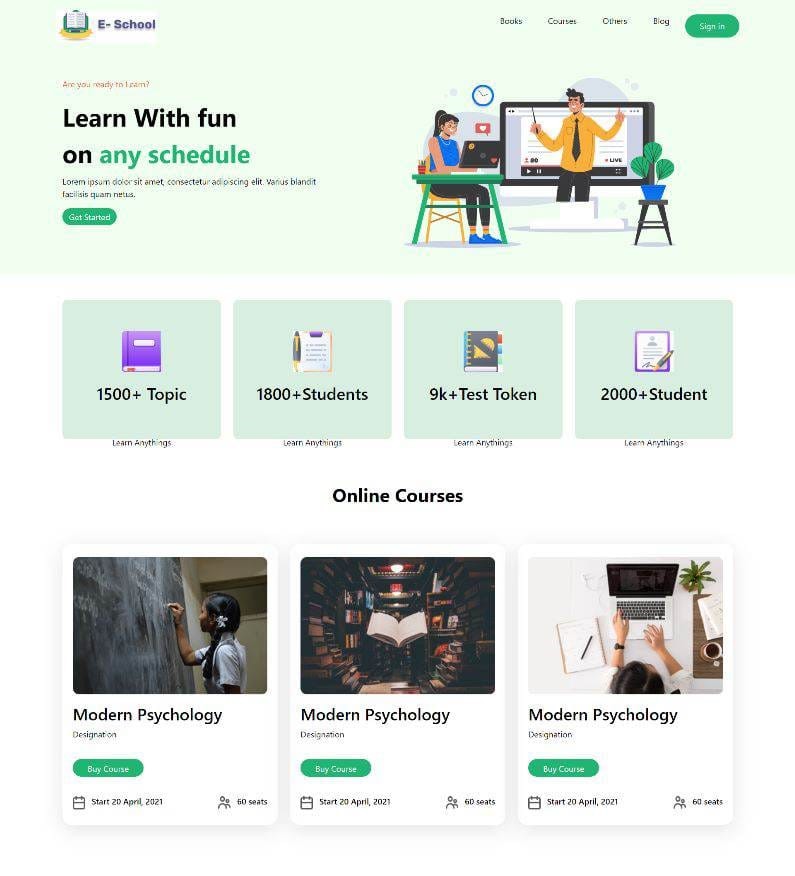 E- School
Books
Courses
Others
Blog
Sign in
Are you ready to Learn?
Learn With fun
on any schedule
Lorem ipsum dolor sit amet, consectetur adipiscing elit. Varius blandit
facilisis quam netus.
Get Started
80
LIVE
1500+ Topic
Learn Anythings
1800+Students
Learn Anythings
9k+Test Token
Learn Anythings
2000+Student
Learn Anythings
Online Courses
Modern Psychology
Designation
Buy Course
Start 20 April, 2021
60 seats
Modern Psychology
Designation
Buy Course
Start 20 April, 2021
60 seats
Modern Psychology
Designation
Buy Course
Start 20 April, 2021
60 seats